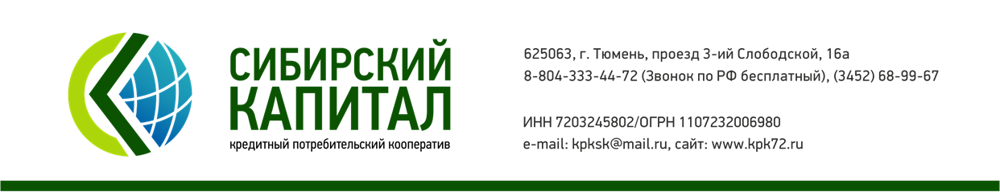 СИБИРСКИЙ
КАПИТАЛ
кредитный потребительский кооператив
625063, г. Тюмень, проезд 3-ий Слободской, 16а
8-804-333-44-72 (Звонок по РФ бесплатный), (3452) 68-99-67
ИНН 7203245802/ОГРН 1107232006980
e-mail: kpksk@mail.ru, сайт: www.kpk72.ru